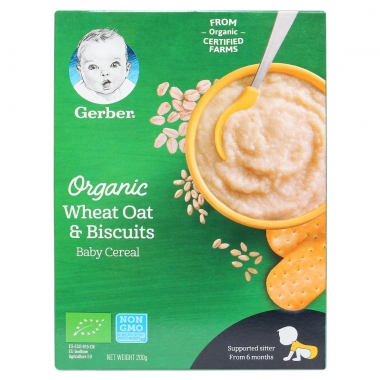 FROM
Organic
CERTIFIED
FARMS
Gerber
Organic
Wheat Oat
& Biscuits
Baby Cereal
NON
GMO
NET WEIGHT 200g
Supported sitter
From 6 months